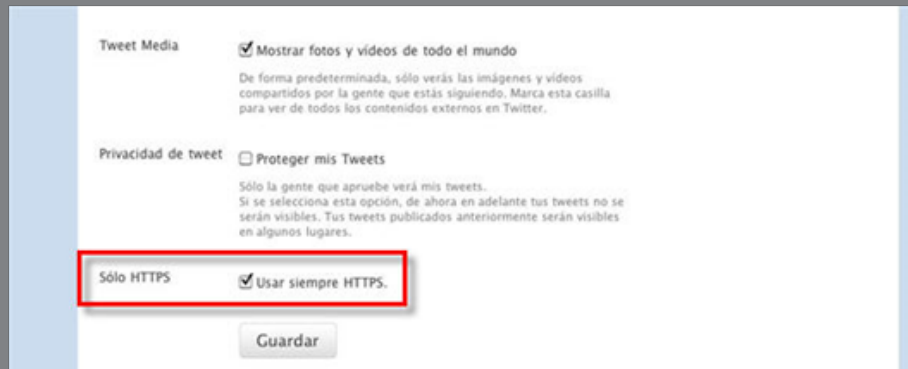 Tweet Media
Mostrar fotos y vídeos de todo el mundo
De forma predeterminada, sólo verás las imágenes y vídeos
compartidos por la gente que estás siguiendo. Marca esta casilla
para ver de todos los contenidos externos en Twitter.
Privacidad de tweet
Proteger mis Tweets
Sólo la gente que apruebe verá mis tweets.
Si se selecciona esta opción, de ahora en adelante tus tweets no se
serán visibles. Tus tweets publicados anteriormente serán visibles
en algunos lugares.
Sólo HTTPS
Usar siempre HTTPS.
Guardar